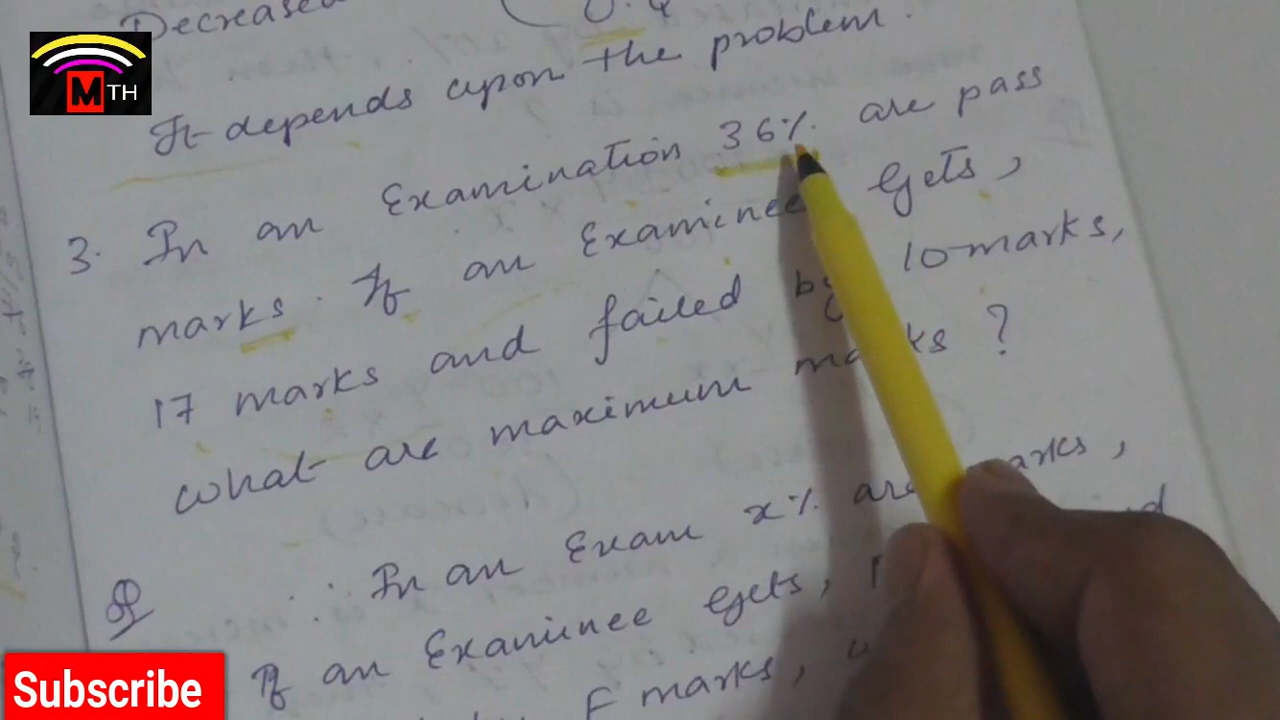 MTH
Decreased
It depends upon the problem.
3. In an Examination 36% are pass
marks. If an Examinee Gets,
17 marks and failed by 10 marks,
What are maximum marks ?
In an Exam x% are marks,
If an Examinee Gets,
F marks,
Subscribe